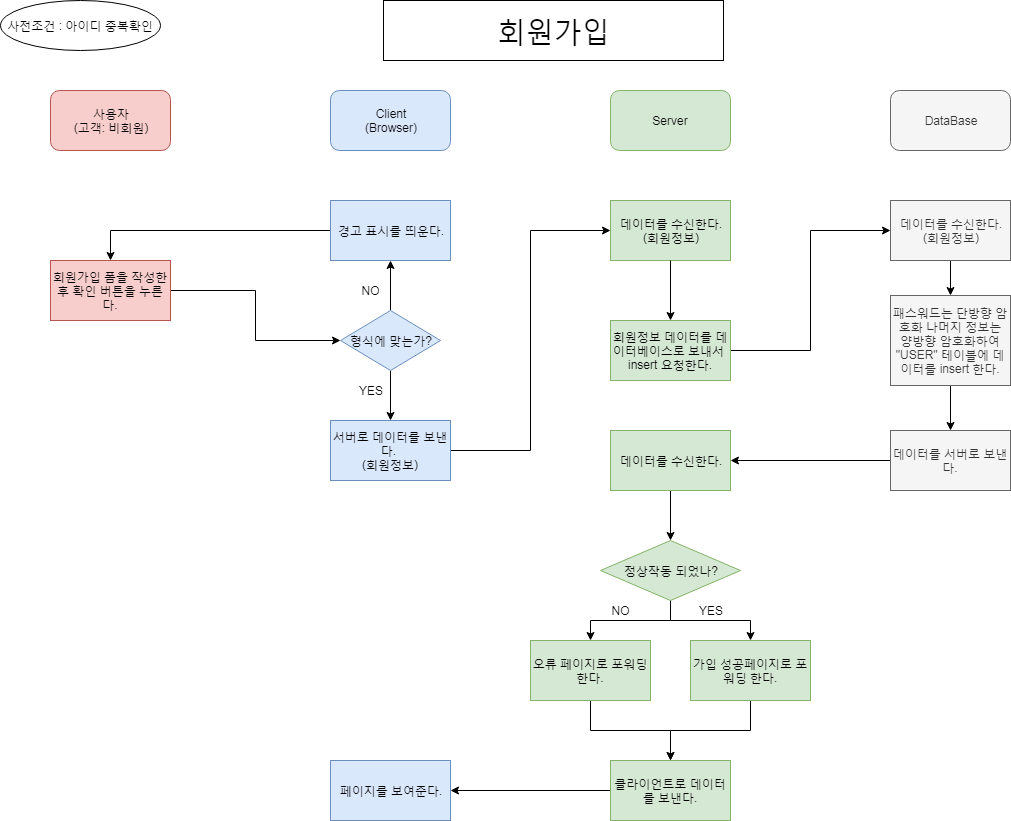 사전조건 : 아이디 중복확인
회원가입
사용자
(고객: 비회원)
Client
(Browser)
Server
DataBase
경고 표시를 띄운다.
데이터를 수신한다.
(회원정보)
데이터를 수신한다.
(회원정보)
회원가입 폼을 작성한
후 확인 버튼을 누른
다.
NO
형식에 맞는가?
YES
회원정보 데이터를 데
이터베이스로 보내서
insert 요청한다.
패스워드는 단방향 암
호화 나머지 정보는
양방향 암호화하여
"USER" 테이블에 데
이터를 insert 한다.
서버로 데이터를 보낸
다.
(회원정보)
데이터를 수신한다.
데이터를 서버로 보낸
다.
정상작동 되었나?
NO
YES
오류 페이지로 포워딩
한다.
가입 성공페이지로 포
워딩 한다.
페이지를 보여준다.
클라이언트로 데이터
를 보낸다.